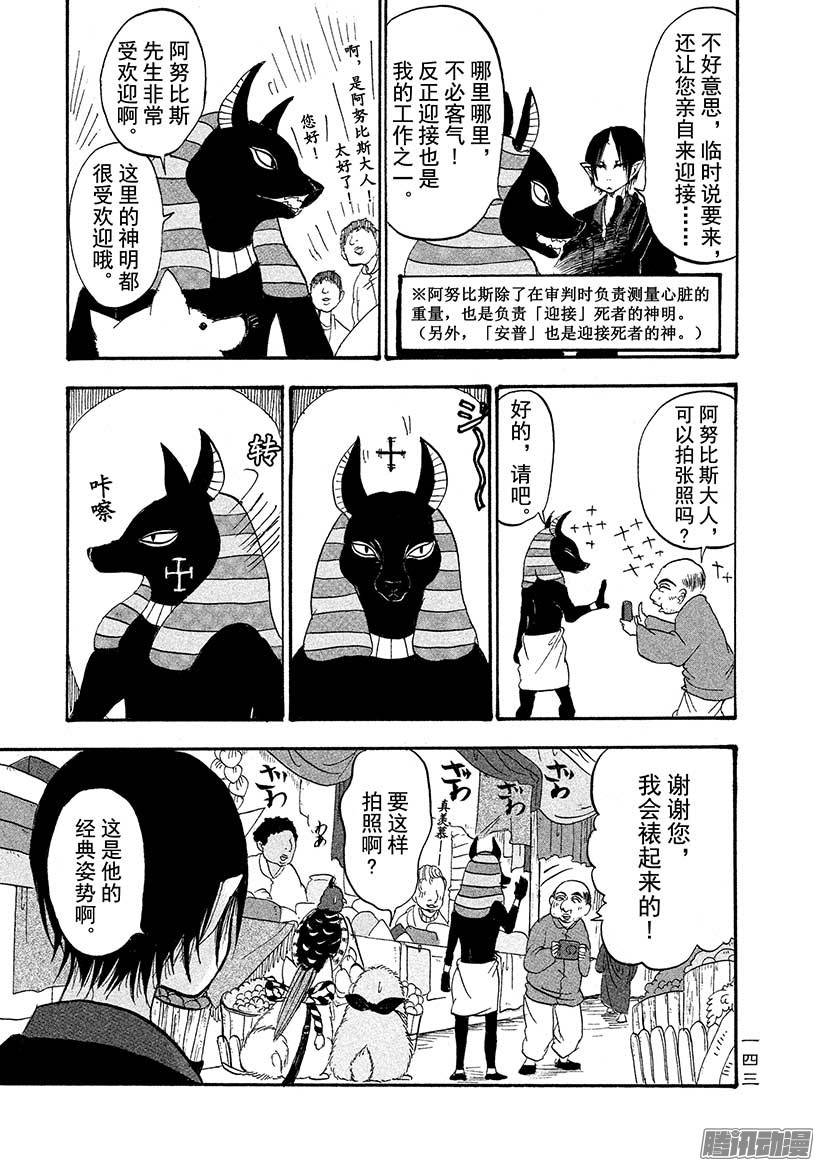 不好意思，临时说要来，
还让您亲自来迎接……
哪里哪里，
不必客气！
反正迎接也是
我的工作之一。
※阿努比斯除了在审判时负责测量心脏的
重量，也是负责「迎接」死者的神明。
（另外，「安普」也是迎接死者的神。）
啊，是阿努比斯大人！
太好了！
您好！
阿努比斯
先生非常
受欢迎啊。
这里的神明都
很受欢迎哦。
阿努比斯大人，
可以拍张照吗？
好的，请吧。
转
咔嚓
谢谢您，
我会裱起来的！
ざわ
真羡慕
ざわ
要这样
拍照啊？
ざわ
わあ
这是他的
经典姿势啊。
一四三
腾讯动漫